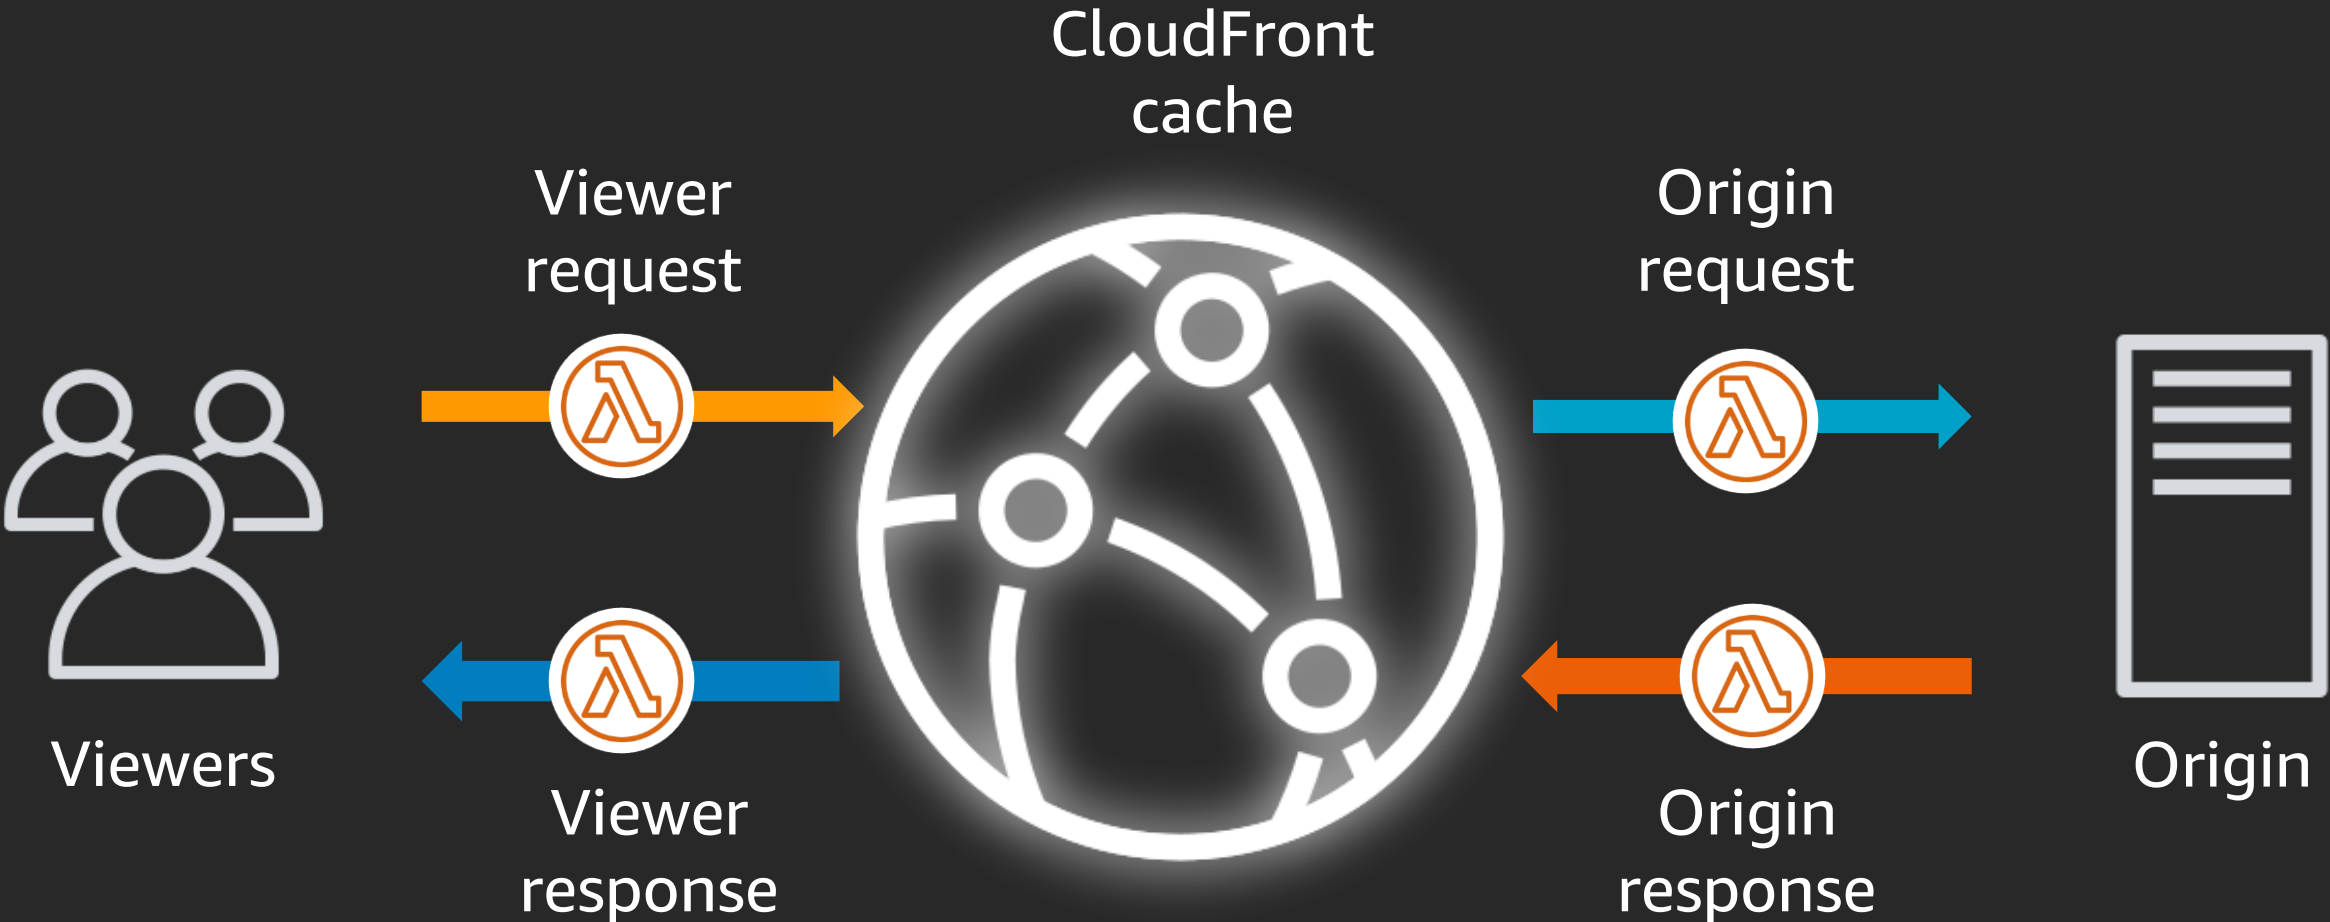 CloudFront
cache
Viewer
request
Origin
request
Viewers
Origin
Viewer
response
Origin
response